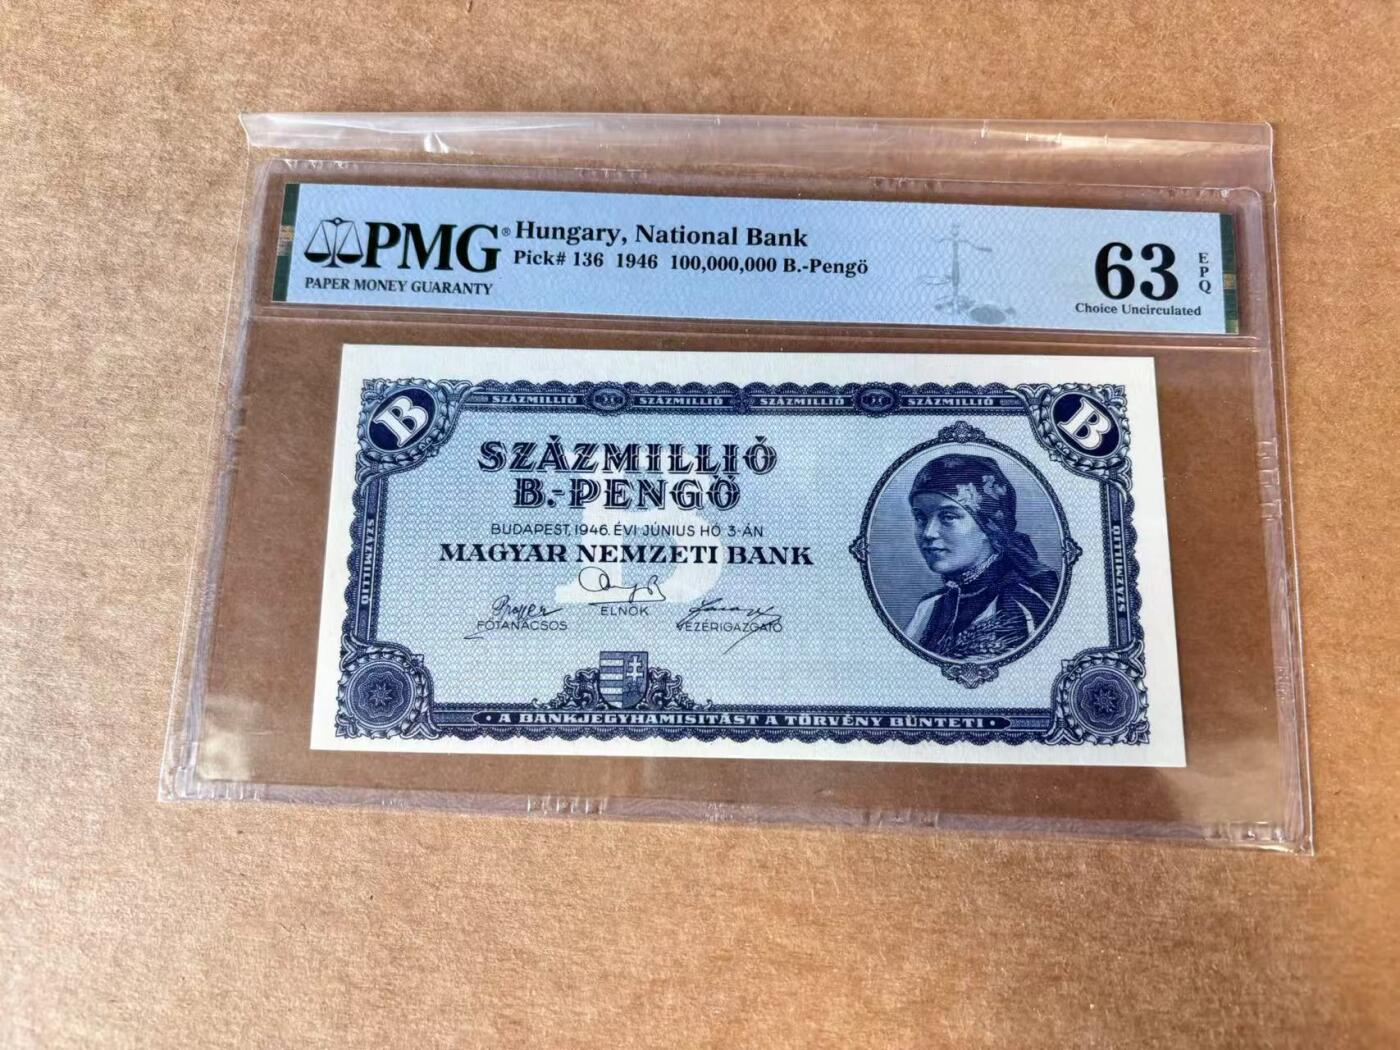 PMG®
PAPER MONEY GUARANTY
Hungary, National Bank
Pick# 136 1946 100,000,000 B.-Pengö
63
EPQ
Choice Uncirculated
SZÁZMILLIÓ SZÁZMILLIÓ SZÁZMILLIÓ SZÁZMILLIÓ
B
B
SZÁZMILLIÓ
B.-PENGŐ
BUDAPEST, 1946. ÉVI JÚNIUS HÓ 3-ÁN
MAGYAR NEMZETI BANK
B
FŐTANÁCSOS
ELNÖK
VEZÉRIGAZGATÓ
SZÁZMILLIÓ
SZÁZMILLIÓ
• A BANKJEGYHAMISITÁST A TÖRVÉNY BÜNTETI •